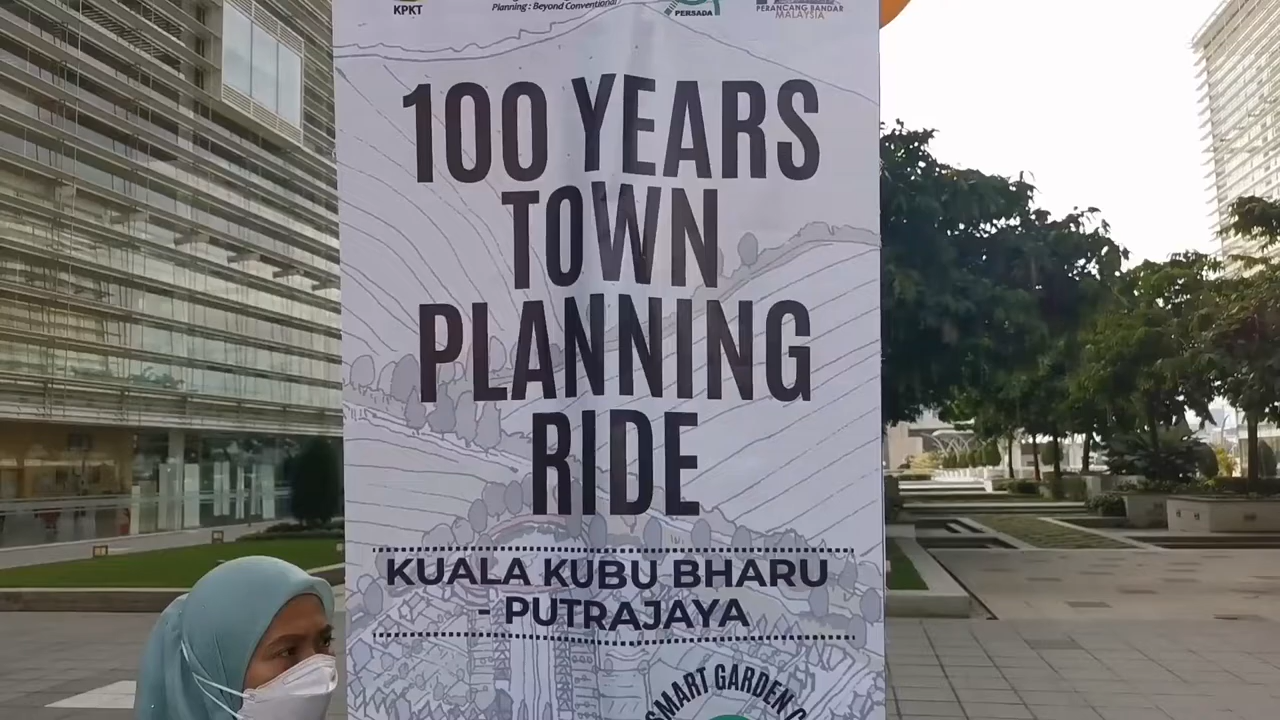 KPKT
Planning : Beyond Conventional
PERSADA
PERANCANG BANDAR
MALAYSIA
100 YEARS
TOWN
PLANNING
RIDE
KUALA KUBU BHARU
- PUTRAJAYA
SMART GARDEN